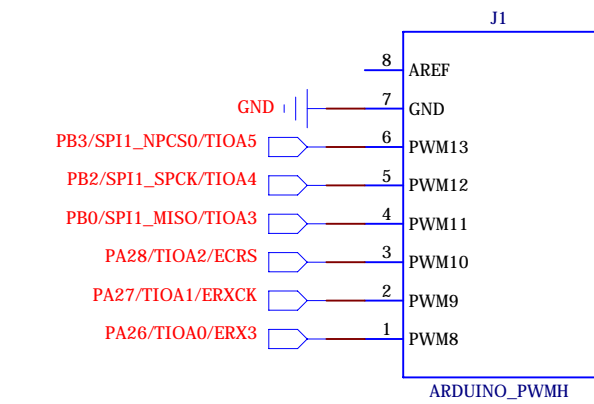 J1
8 AREF
GND 7 GND
PB3/SPI1_NPCS0/TIOA5 6 PWM13
PB2/SPI1_SPCK/TIOA4 5 PWM12
PB0/SPI1_MISO/TIOA3 4 PWM11
PA28/TIOA2/ECRS 3 PWM10
PA27/TIOA1/ERXCK 2 PWM9
PA26/TIOA0/ERX3 1 PWM8
ARDUINO_PWMH